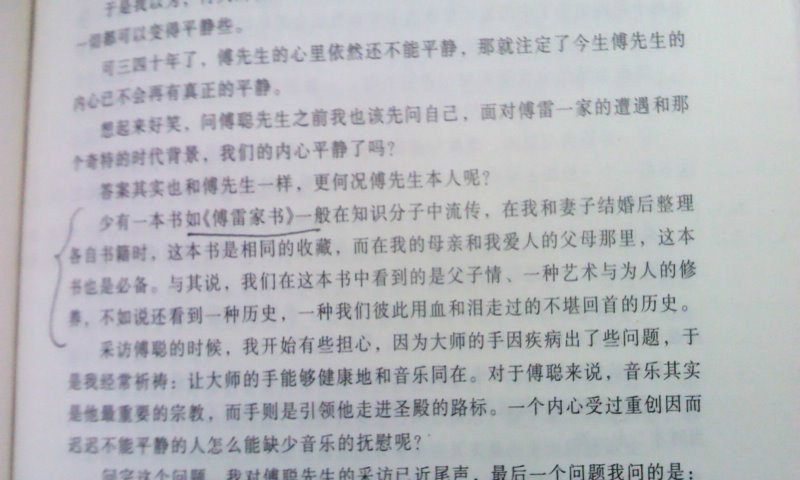 于是我以为，
一切都可以变得平静些。
可三四十年了，傅先生的心里依然还不能平静，那就注定了今生傅先生的
内心已不会再有真正的平静。
想起来好笑，问傅聪先生之前我也该先问自己，面对傅雷一家的遭遇和那
个奇特的时代背景，我们的内心平静了吗？
答案其实也和傅先生一样，更何况傅先生本人呢？
少有一本书如《傅雷家书》一般在知识分子中流传，在我和妻子结婚后整理
各自书籍时，这本书是相同的收藏，而在我的母亲和我爱人的父母那里，这本
书也是必备。与其说，我们在这本书中看到的是父子情、一种艺术与为人的修
养，不如说还看到一种历史，一种我们彼此用血和泪走过的不堪回首的历史。
采访傅聪的时候，我开始有些担心，因为大师的手因疾病出了些问题，于
是我经常祈祷：让大师的手能够健康地和音乐同在。对于傅聪来说，音乐其实
是他最重要的宗教，而手则是引领他走进圣殿的路标。一个内心受过重创因而
迟迟不能平静的人怎么能缺少音乐的抚慰呢？
问完这个问题，我对傅聪先生的采访已近尾声，最后一个问题我问的是：